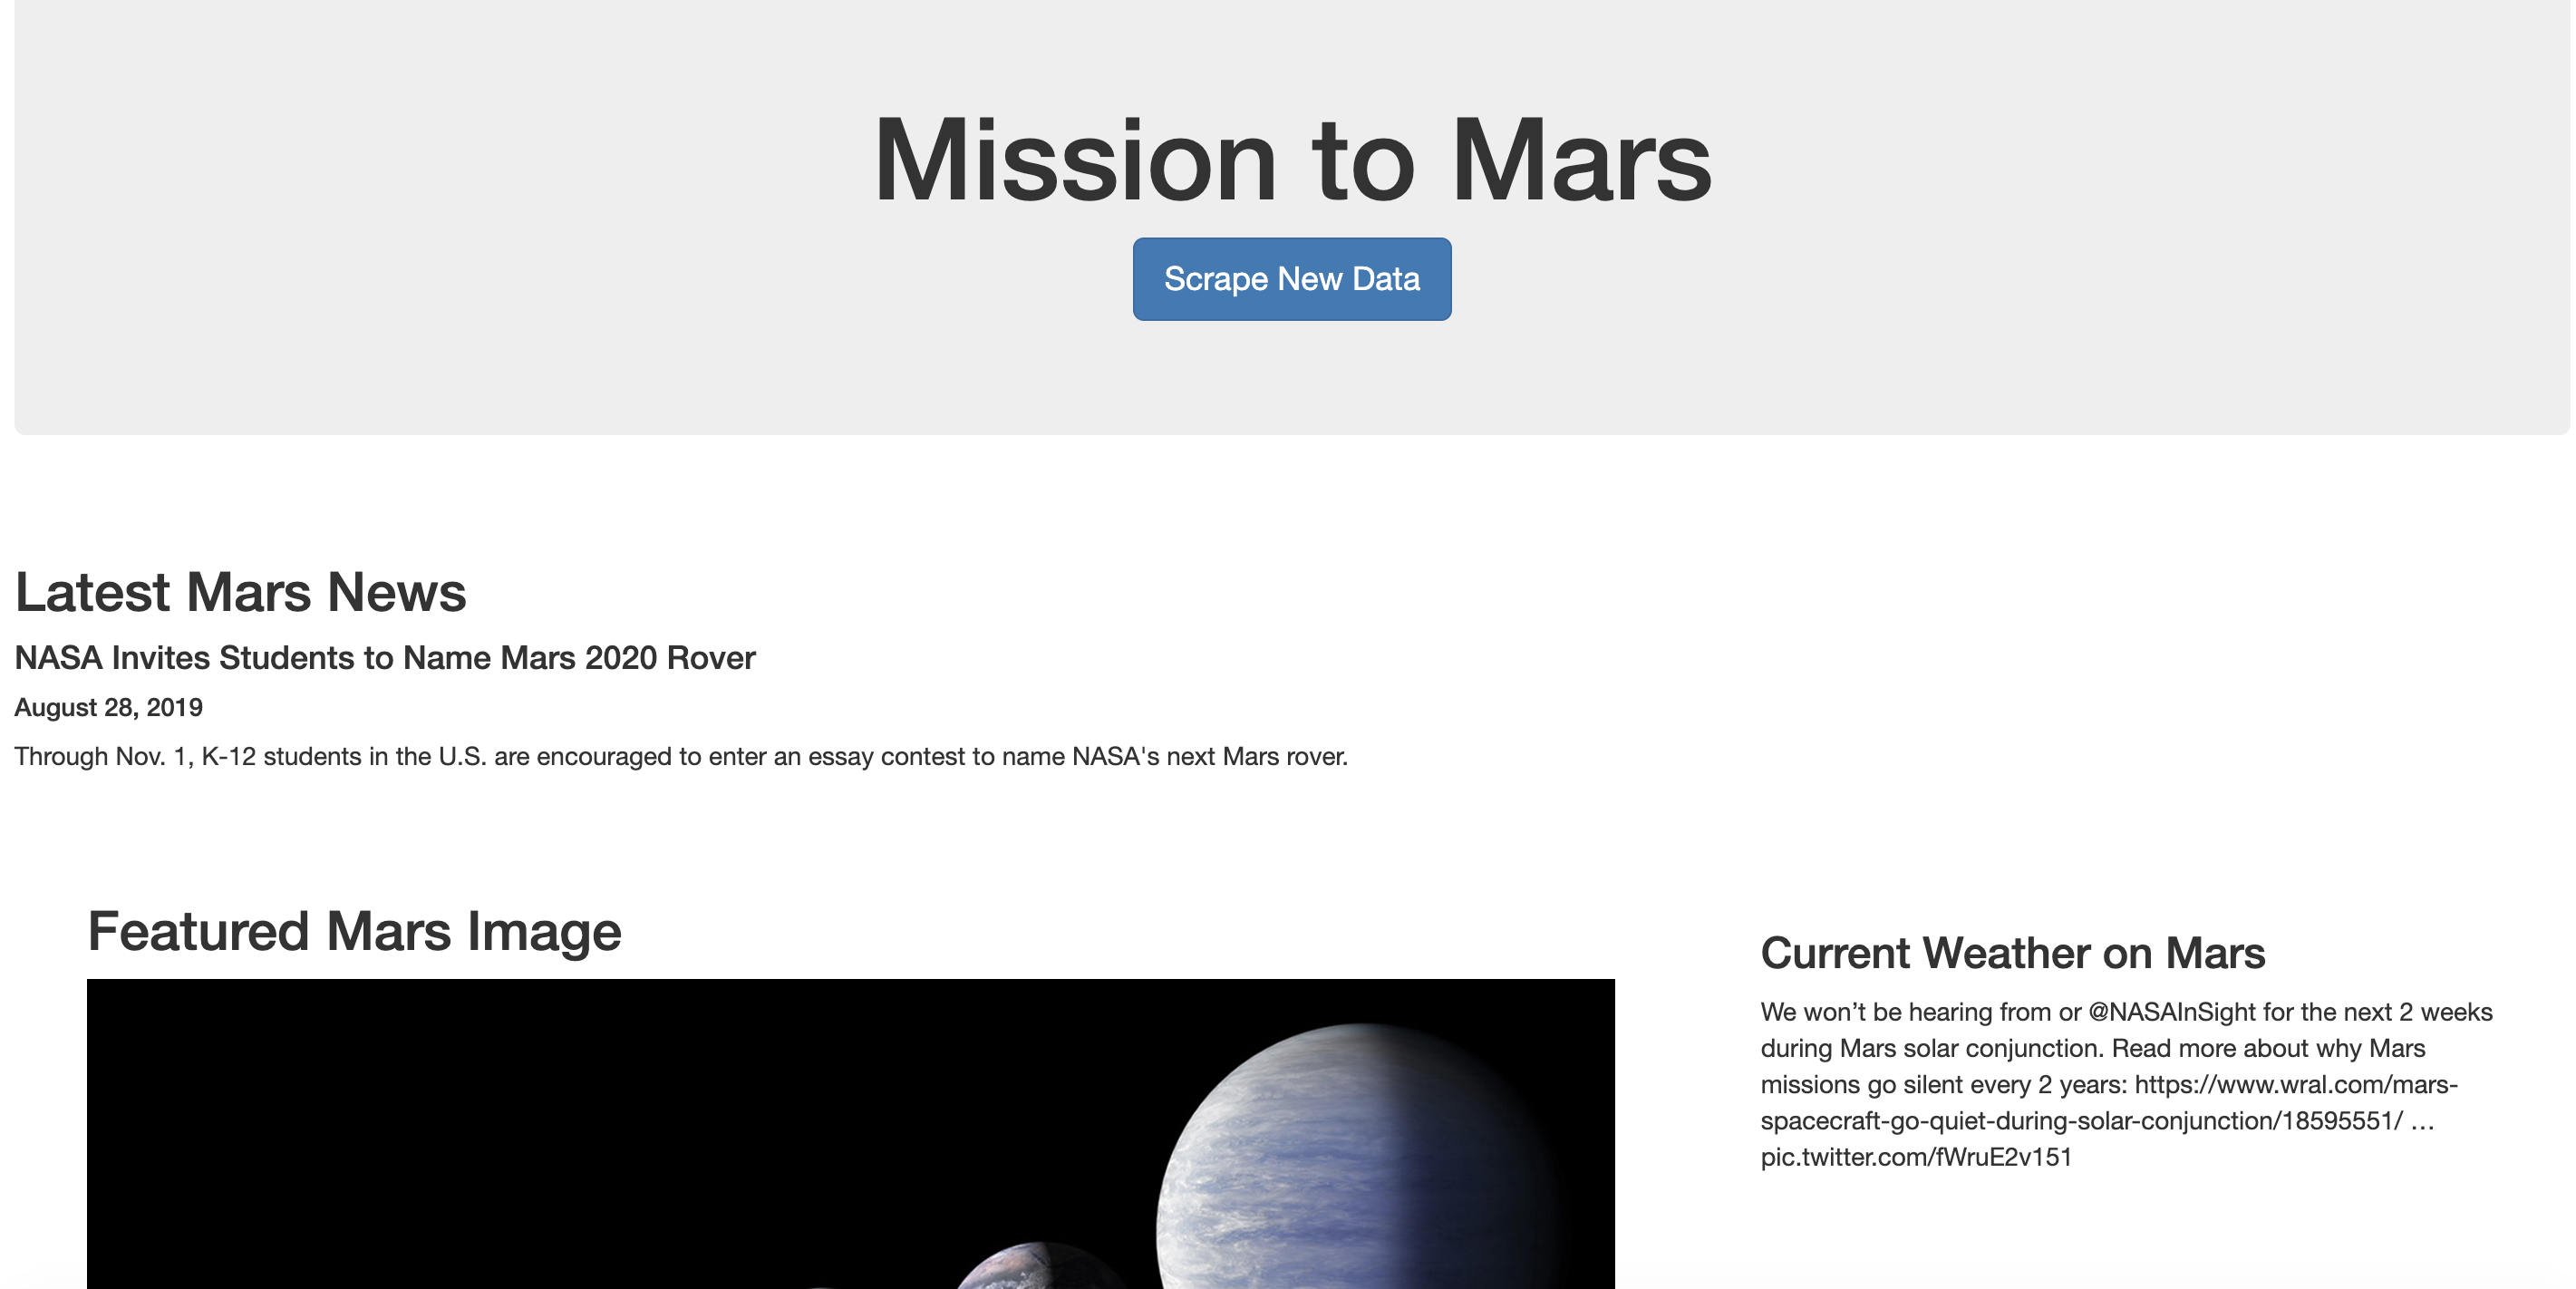 Mission to Mars
Scrape New Data
Latest Mars News
NASA Invites Students to Name Mars 2020 Rover
August 28, 2019
Through Nov. 1, K-12 students in the U.S. are encouraged to enter an essay contest to name NASA's next Mars rover.
Featured Mars Image
Current Weather on Mars
We won’t be hearing from or @NASAInSight for the next 2 weeks
during Mars solar conjunction. Read more about why Mars
missions go silent every 2 years: https://www.wral.com/mars-
spacecraft-go-quiet-during-solar-conjunction/18595551/ …
pic.twitter.com/fWruE2v151